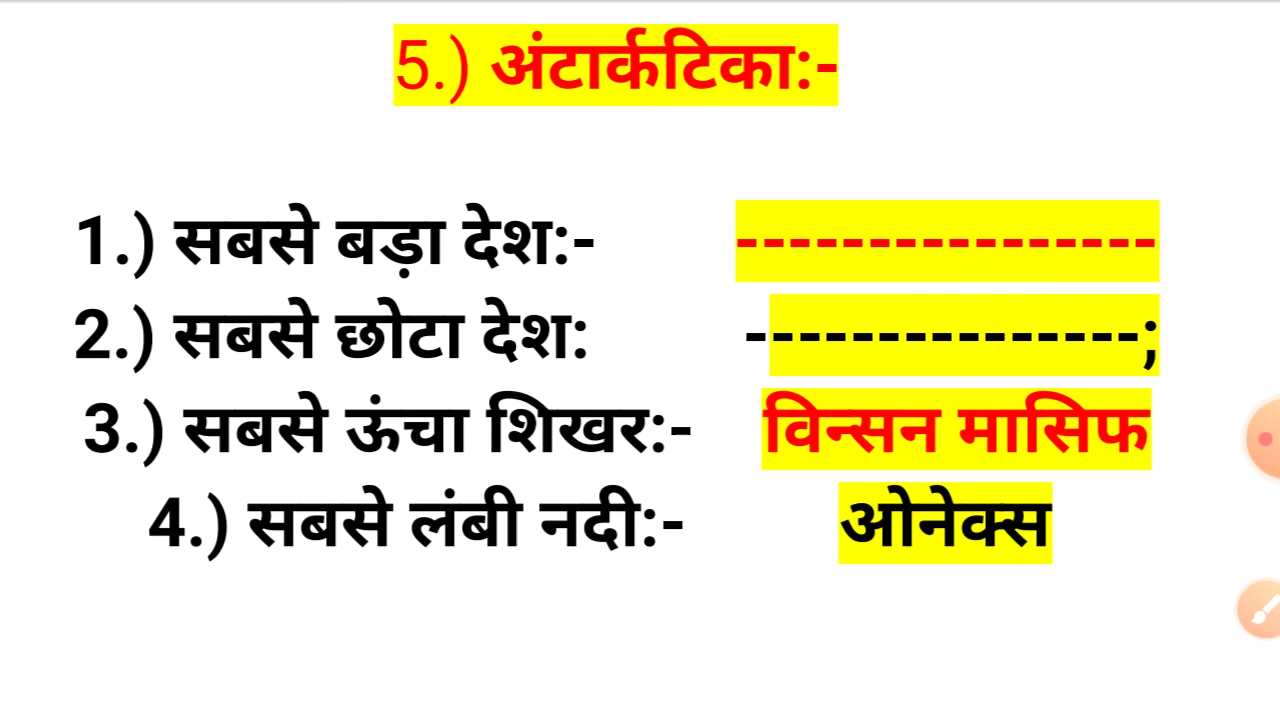 5.) अंटार्कटिका:-
1.) सबसे बड़ा देश:- ----------------
2.) सबसे छोटा देश: ---------------;
3.) सबसे ऊंचा शिखर:- विन्सन मासिफ
4.) सबसे लंबी नदी:- ओनेक्स